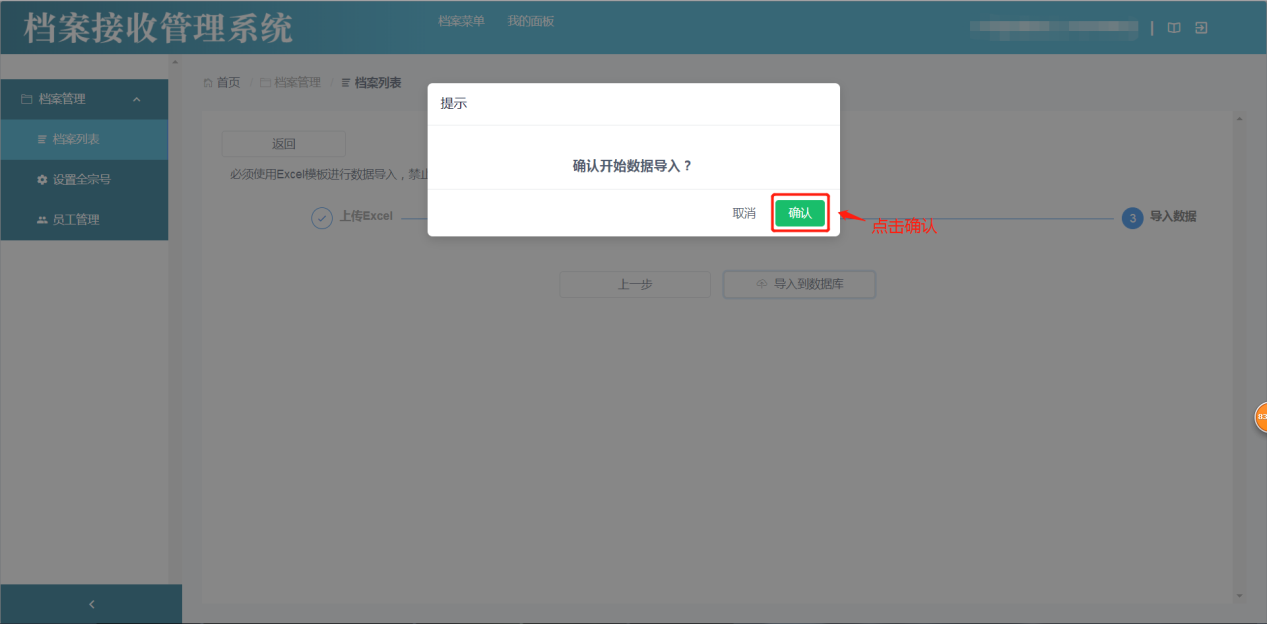 档案接收管理系统
档案菜单
我的面板
首页 / 档案管理 / 档案列表
档案管理
档案列表
设置全宗号
员工管理
返回
必须使用Excel模板进行数据导入，禁止
上传Excel
3 导入数据
提示
确认开始数据导入？
取消
确认
点击确认
上一步
导入到数据库
83